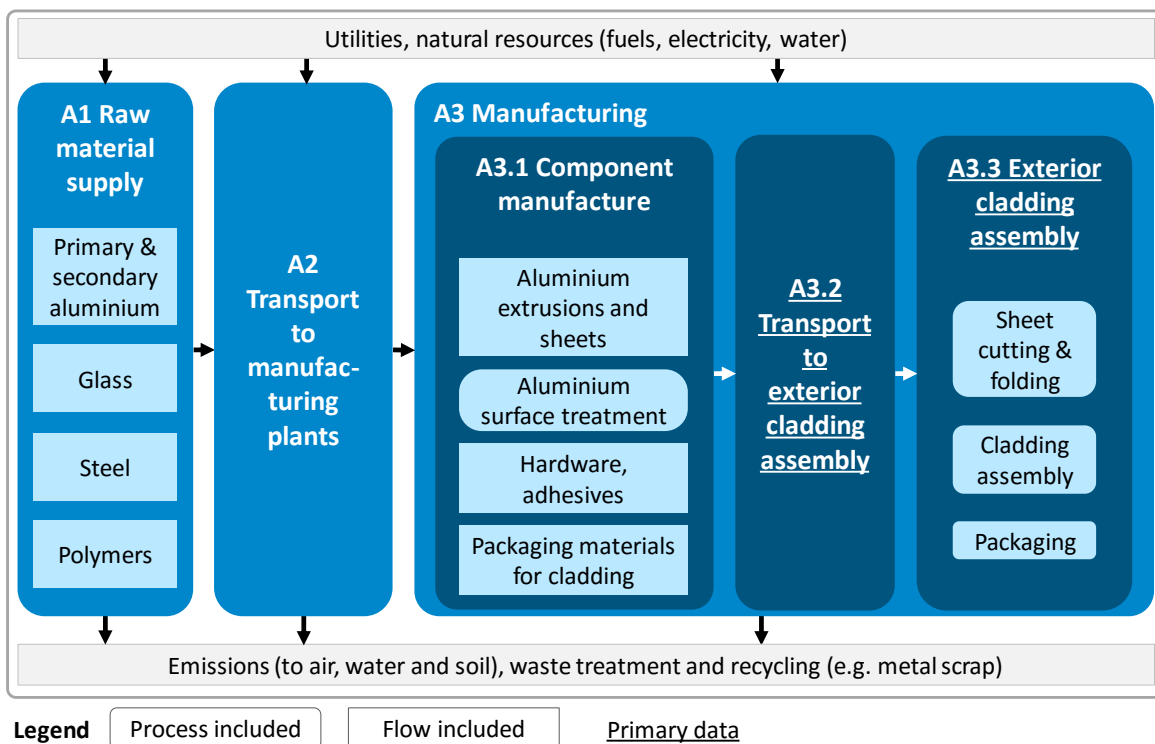 Utilities, natural resources (fuels, electricity, water)
A1 Raw
material
supply
Primary &
secondary
aluminium
Glass
Steel
Polymers
A2
Transport
to
manufac-
turing
plants
A3 Manufacturing
A3.1 Component
manufacture
Aluminium
extrusions and
sheets
Aluminium
surface treatment
Hardware,
adhesives
Packaging materials
for cladding
A3.2
Transport
to
exterior
cladding
assembly
A3.3 Exterior
cladding
assembly
Sheet
cutting &
folding
Cladding
assembly
Packaging
Emissions (to air, water and soil), waste treatment and recycling (e.g. metal scrap)
Legend Process included Flow included Primary data